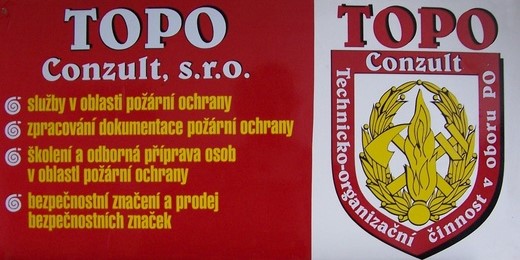 TOPO
Conzult, s.r.o.
služby v oblasti požární ochrany
zpracování dokumentace požární ochrany
školení a odborná příprava osob
v oblasti požární ochrany
bezpečnostní značení a prodej
bezpečnostních značek
TOPO
Conzult
Technicko-organizační činnost v oboru PO